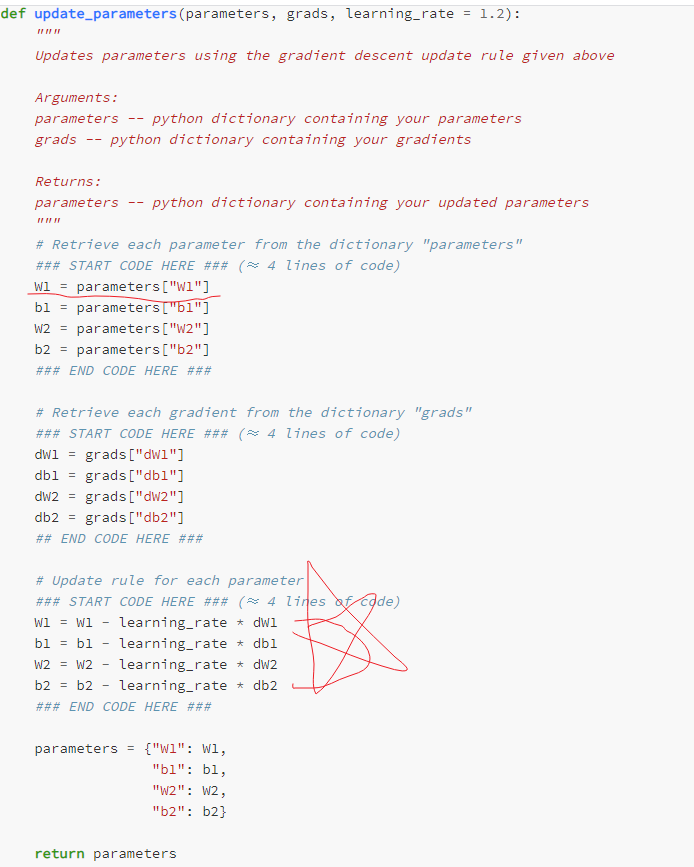 def update_parameters(parameters, grads, learning_rate = 1.2):
"""
Updates parameters using the gradient descent update rule given above
Arguments:
parameters -- python dictionary containing your parameters
grads -- python dictionary containing your gradients
Returns:
parameters -- python dictionary containing your updated parameters
"""
# Retrieve each parameter from the dictionary "parameters"
### START CODE HERE ### (≈ 4 lines of code)
W1 = parameters["W1"]
b1 = parameters["b1"]
W2 = parameters["W2"]
b2 = parameters["b2"]
### END CODE HERE ###
# Retrieve each gradient from the dictionary "grads"
### START CODE HERE ### (≈ 4 lines of code)
dW1 = grads["dW1"]
db1 = grads["db1"]
dW2 = grads["dW2"]
db2 = grads["db2"]
## END CODE HERE ###
# Update rule for each parameter
### START CODE HERE ### (≈ 4 lines of code)
W1 = W1 - learning_rate * dW1
b1 = b1 - learning_rate * db1
W2 = W2 - learning_rate * dW2
b2 = b2 - learning_rate * db2
### END CODE HERE ###
parameters = {"W1": W1,
"b1": b1,
"W2": W2,
"b2": b2}
return parameters